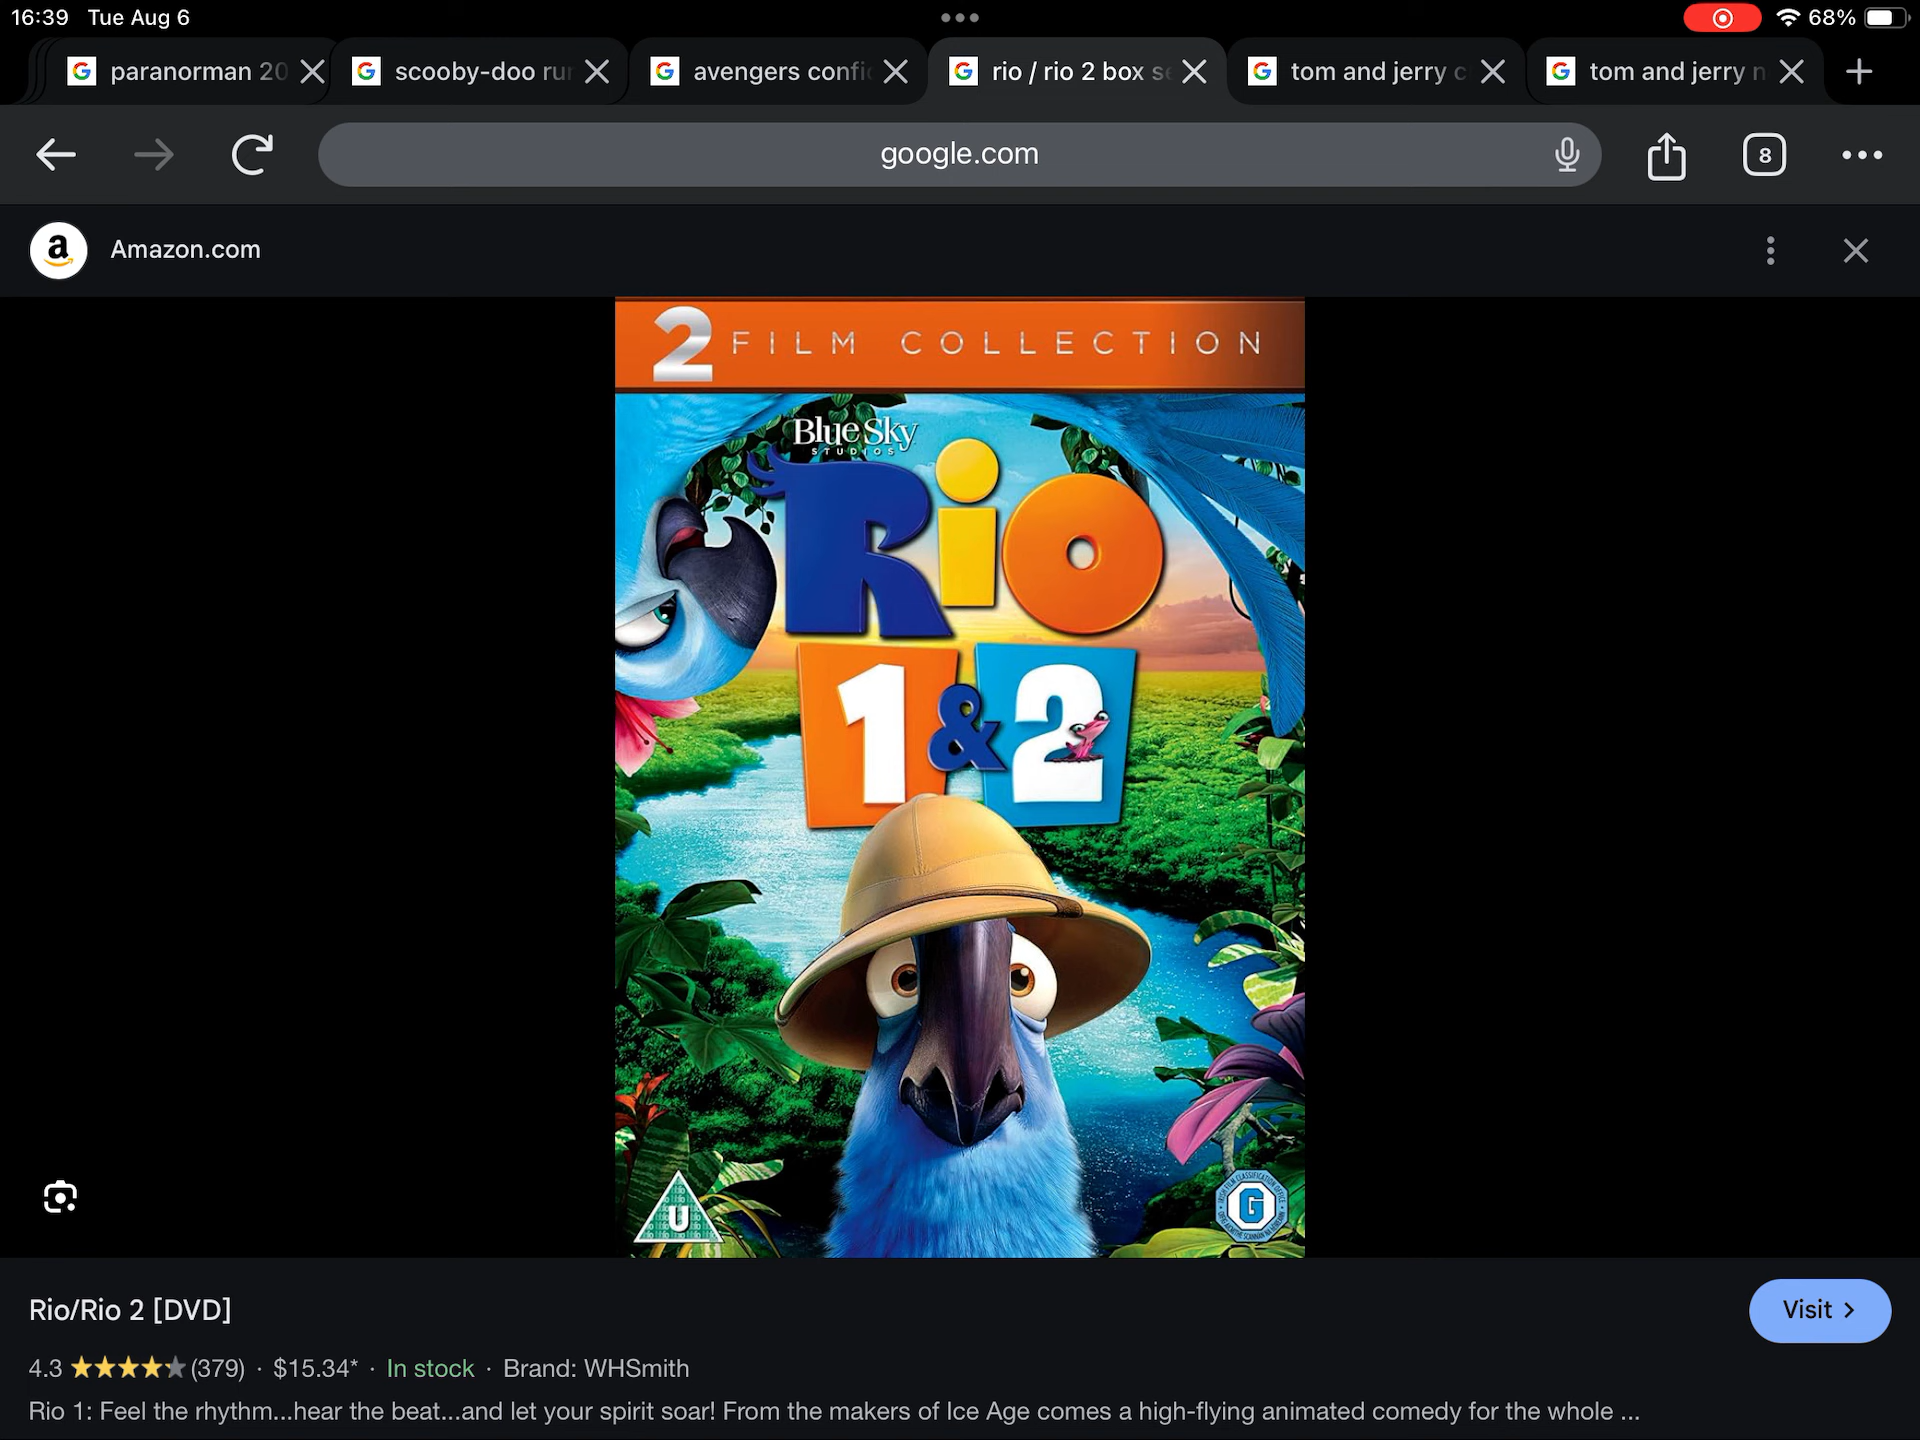 16:39 Tue Aug 6
68%
paranorman 20
scooby-doo ru
avengers confi
rio / rio 2 box s
tom and jerry c
tom and jerry n
google.com
8
a
Amazon.com
2 FILM COLLECTION
Blue Sky
STUDIOS
Rio
1 & 2
U
G
Rio/Rio 2 [DVD]
Visit
4.3 (379) · $15.34* · In stock · Brand: WHSmith
Rio 1: Feel the rhythm...hear the beat...and let your spirit soar! From the makers of Ice Age comes a high-flying animated comedy for the whole ...